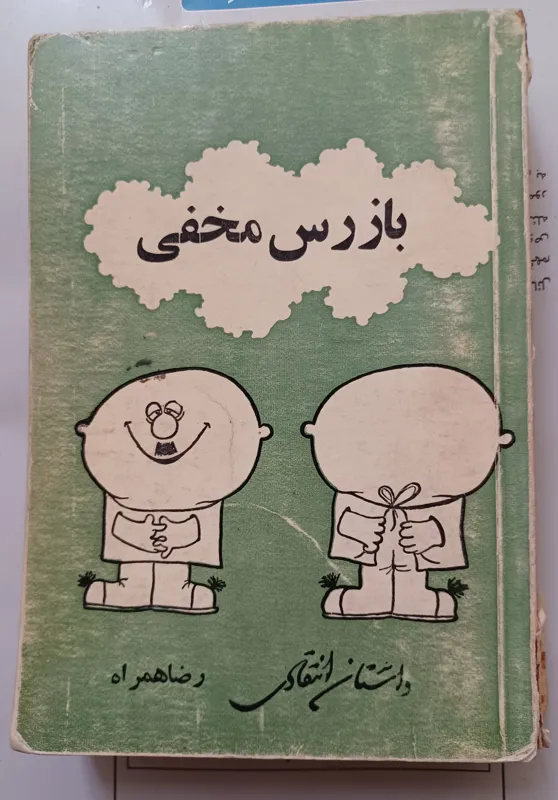 بازرس مخفی
داستان انتقادی
رضا همراه